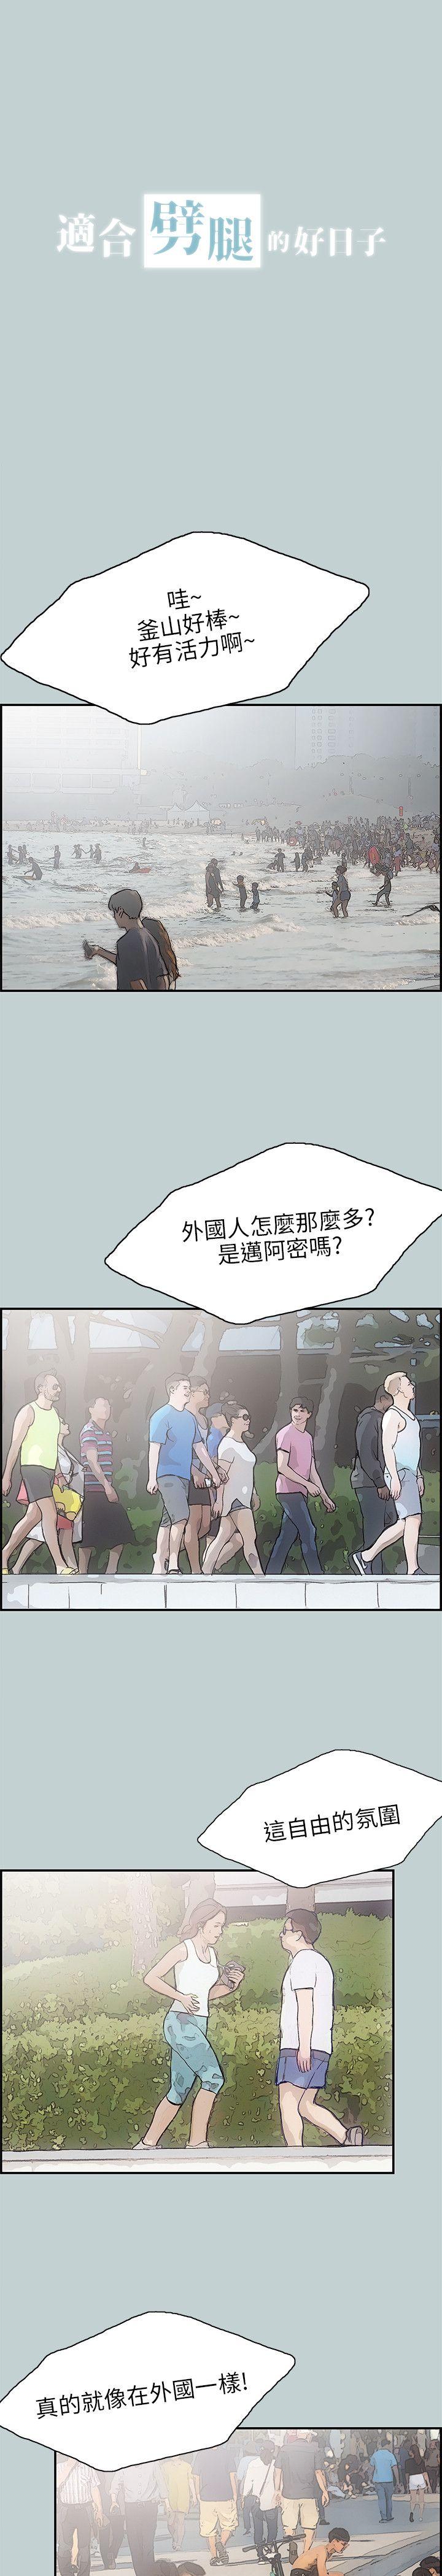 適合劈腿的好日子
哇~
釜山好棒~
好有活力啊~
外國人怎麼那麼多?
是邁阿密嗎?
這自由的氛圍
真的就像在外國一樣!